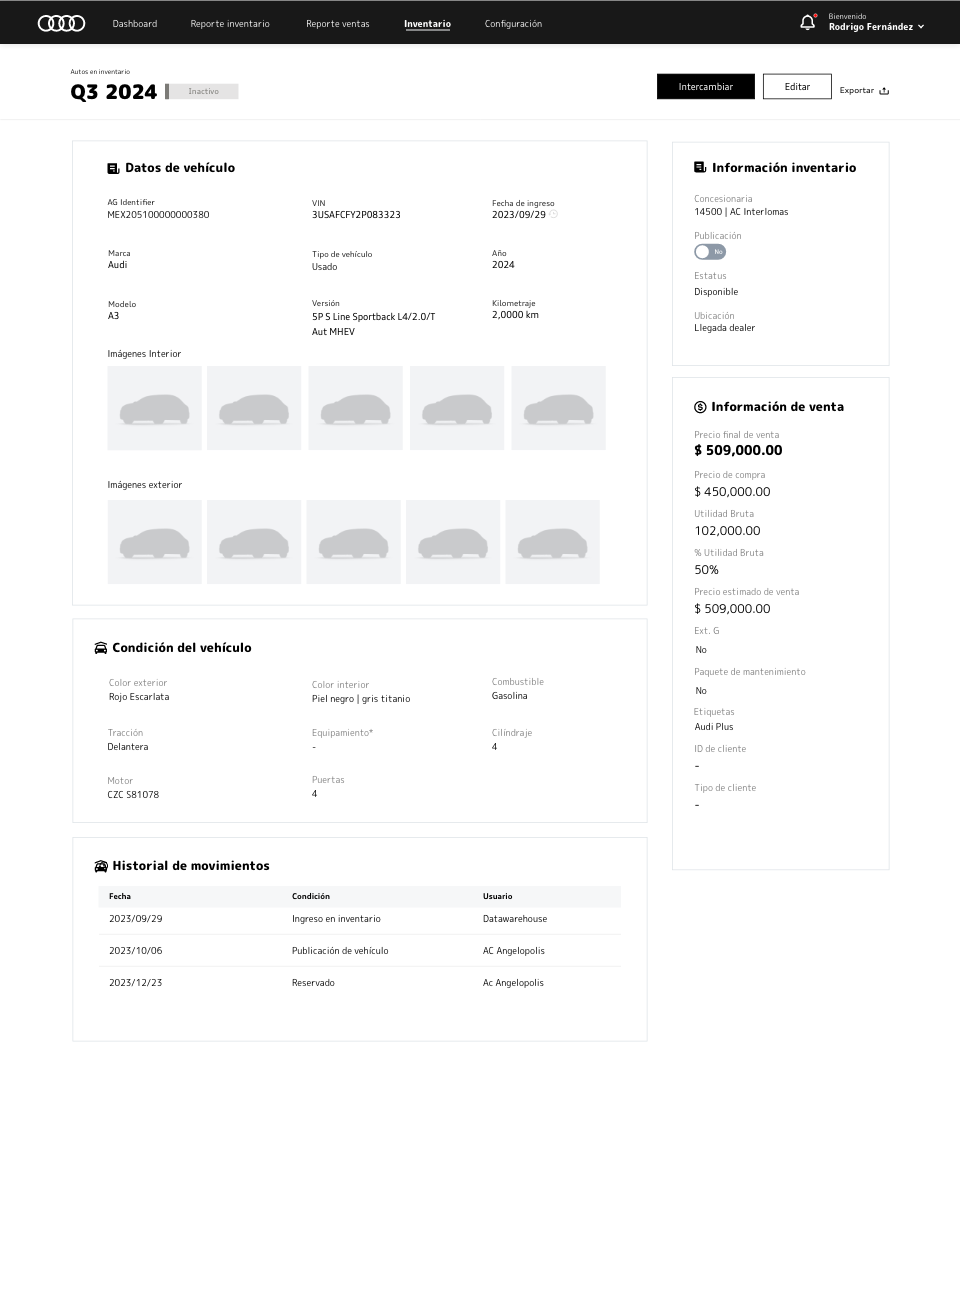 Dashboard
Reporte inventario
Reporte ventas
Inventario
Configuración
Bienvenido
Rodrigo Fernández
Autos en inventario
Q3 2024
Inactivo
Intercambiar
Editar
Exportar
Datos de vehículo
AG Identifier
MEX205100000000380
VIN
3USAFCFY2P083323
Fecha de ingreso
2023/09/29
Marca
Audi
Tipo de vehículo
Usado
Año
2024
Modelo
A3
Versión
5P S Line Sportback L4/2.0/T
Aut MHEV
Kilometraje
2,0000 km
Imágenes Interior
Imágenes exterior
Condición del vehículo
Color exterior
Rojo Escarlata
Color interior
Piel negro | gris titanio
Combustible
Gasolina
Tracción
Delantera
Equipamiento*
-
Cilíndraje
4
Motor
CZC S81078
Puertas
4
Historial de movimientos
Fecha Condición Usuario
2023/09/29 Ingreso en inventario Datawarehouse
2023/10/06 Publicación de vehículo AC Angelopolis
2023/12/23 Reservado Ac Angelopolis
Información inventario
Concesionaria
14500 | AC Interlomas
Publicación
No
Estatus
Disponible
Ubicación
Llegada dealer
Información de venta
Precio final de venta
$ 509,000.00
Precio de compra
$ 450,000.00
Utilidad Bruta
102,000.00
% Utilidad Bruta
50%
Precio estimado de venta
$ 509,000.00
Ext. G
No
Paquete de mantenimiento
No
Etiquetas
Audi Plus
ID de cliente
-
Tipo de cliente
-